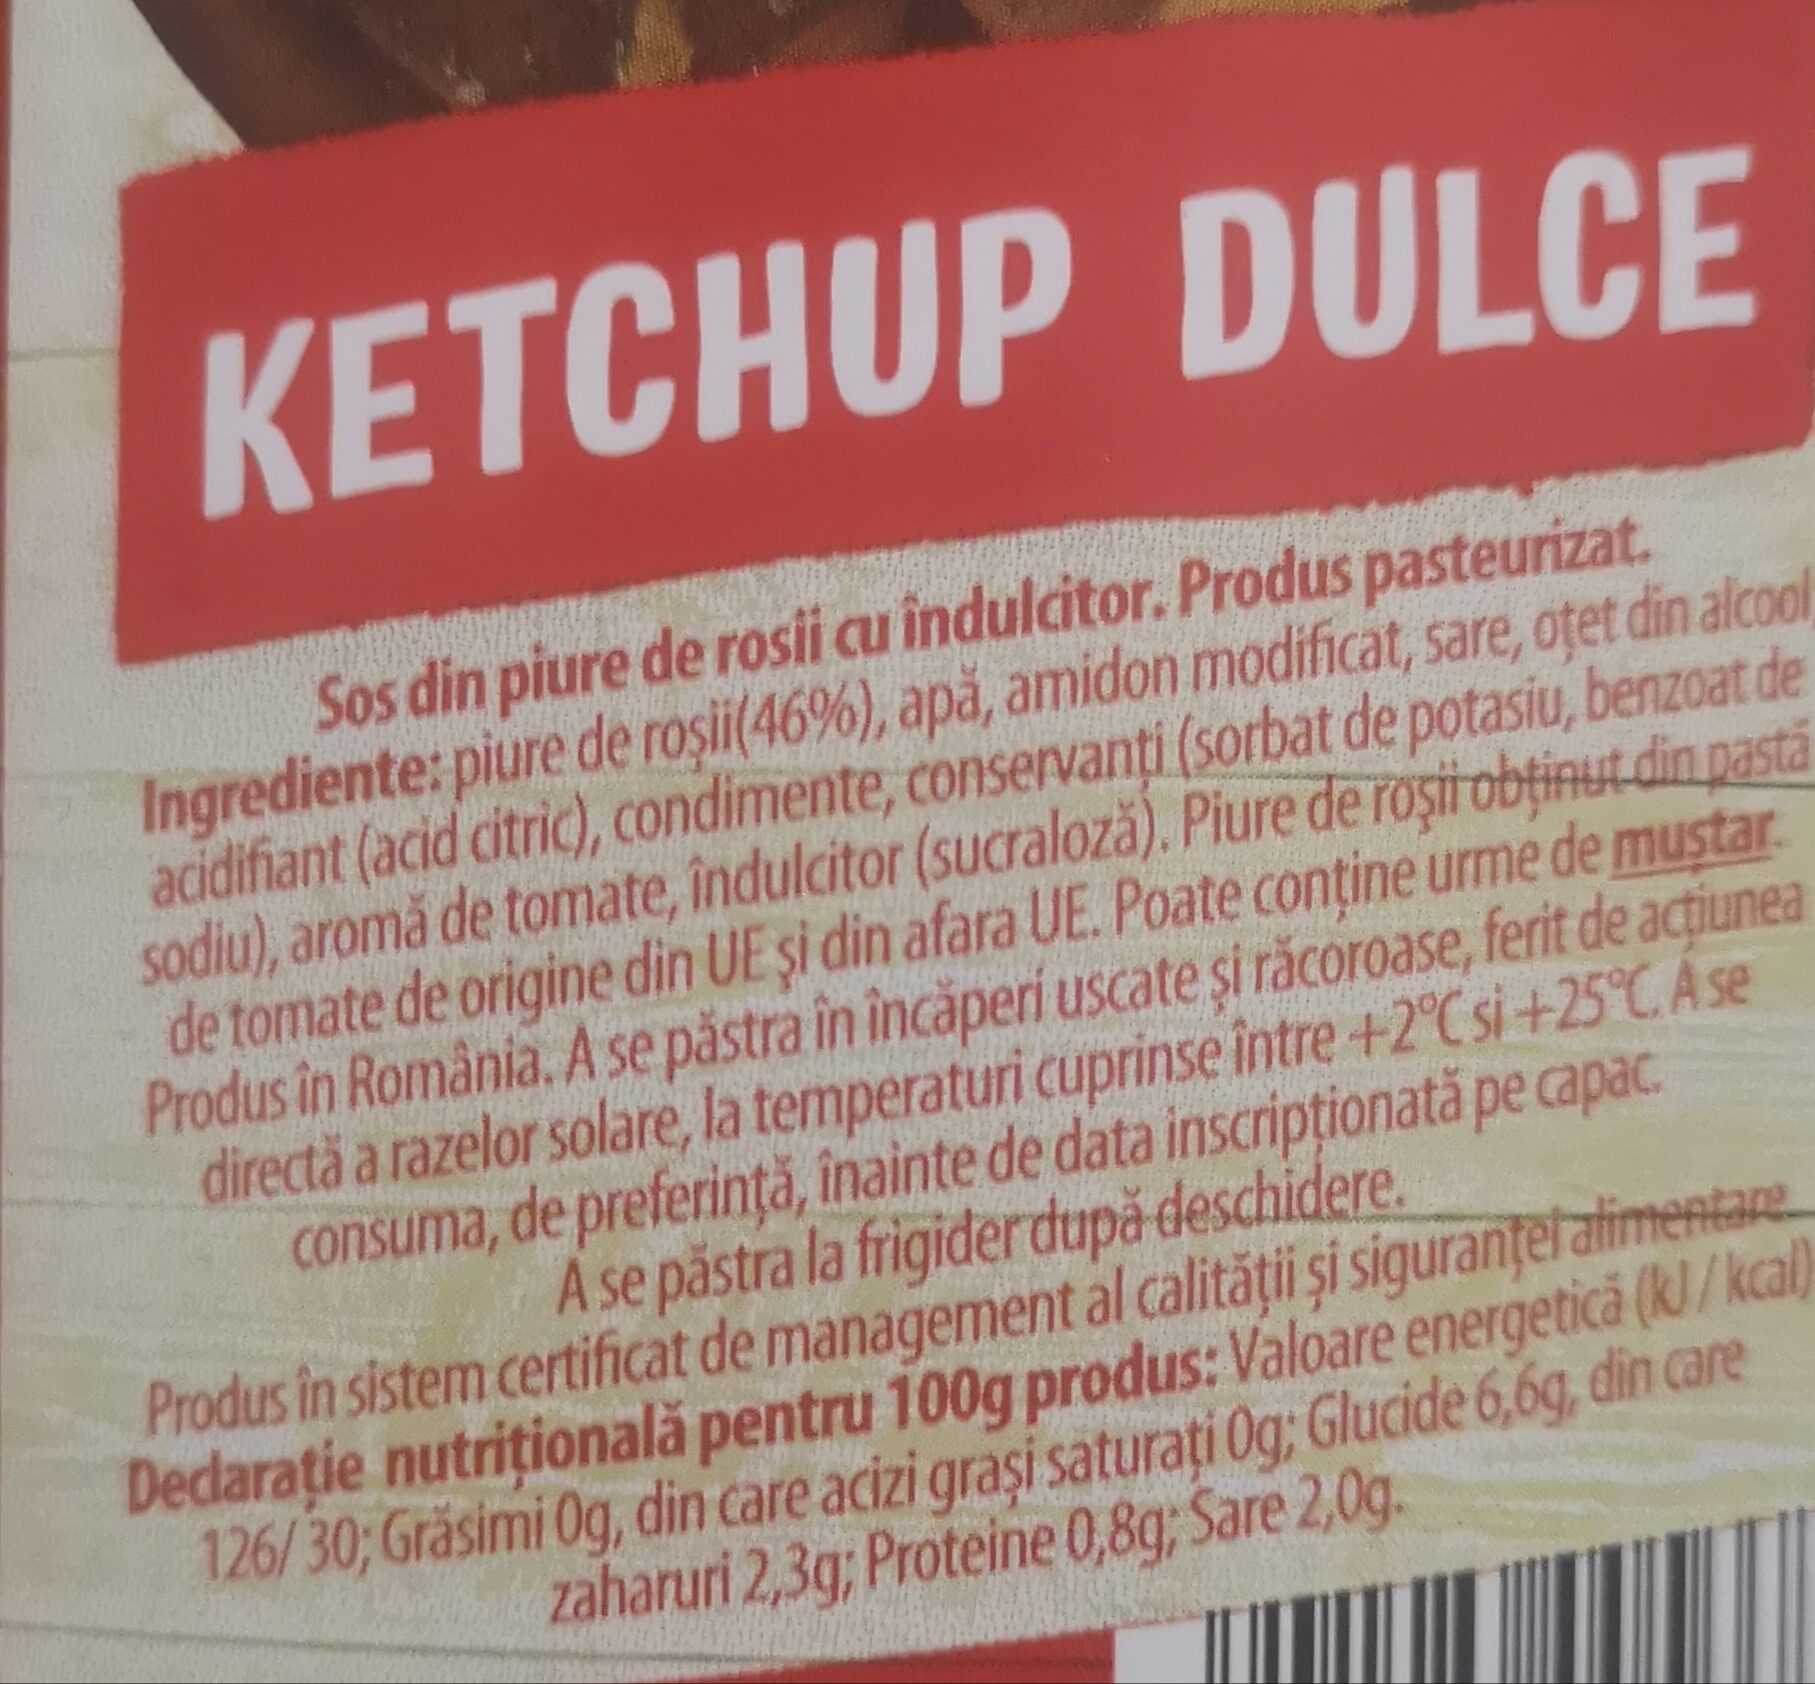 KETCHUP DULCE
Sos din piure de rosii cu îndulcitor. Produs pasteurizat.
Ingrediente: piure de roșii(46%), apă, amidon modificat, sare, oțet din alcool,
acidifiant (acid citric), condimente, conservanți (sorbat de potasiu, benzoat de
sodiu), aromă de tomate, îndulcitor (sucraloză). Piure de roșii obținut din pastă
de tomate de origine din UE și din afara UE. Poate conține urme de muștar.
Produs în România. A se păstra în încăperi uscate și răcoroase, ferit de acțiunea
directă a razelor solare, la temperaturi cuprinse între +2°C si +25°C. A se
consuma, de preferință, înainte de data inscripționată pe capac.
A se păstra la frigider după deschidere.
Produs în sistem certificat de management al calității și siguranței alimentare
Declarație nutrițională pentru 100g produs: Valoare energetică (kJ / kcal)
126/ 30; Grăsimi 0g, din care acizi grași saturați 0g; Glucide 6,6g, din care
zaharuri 2,3g; Proteine 0,8g; Sare 2,0g.